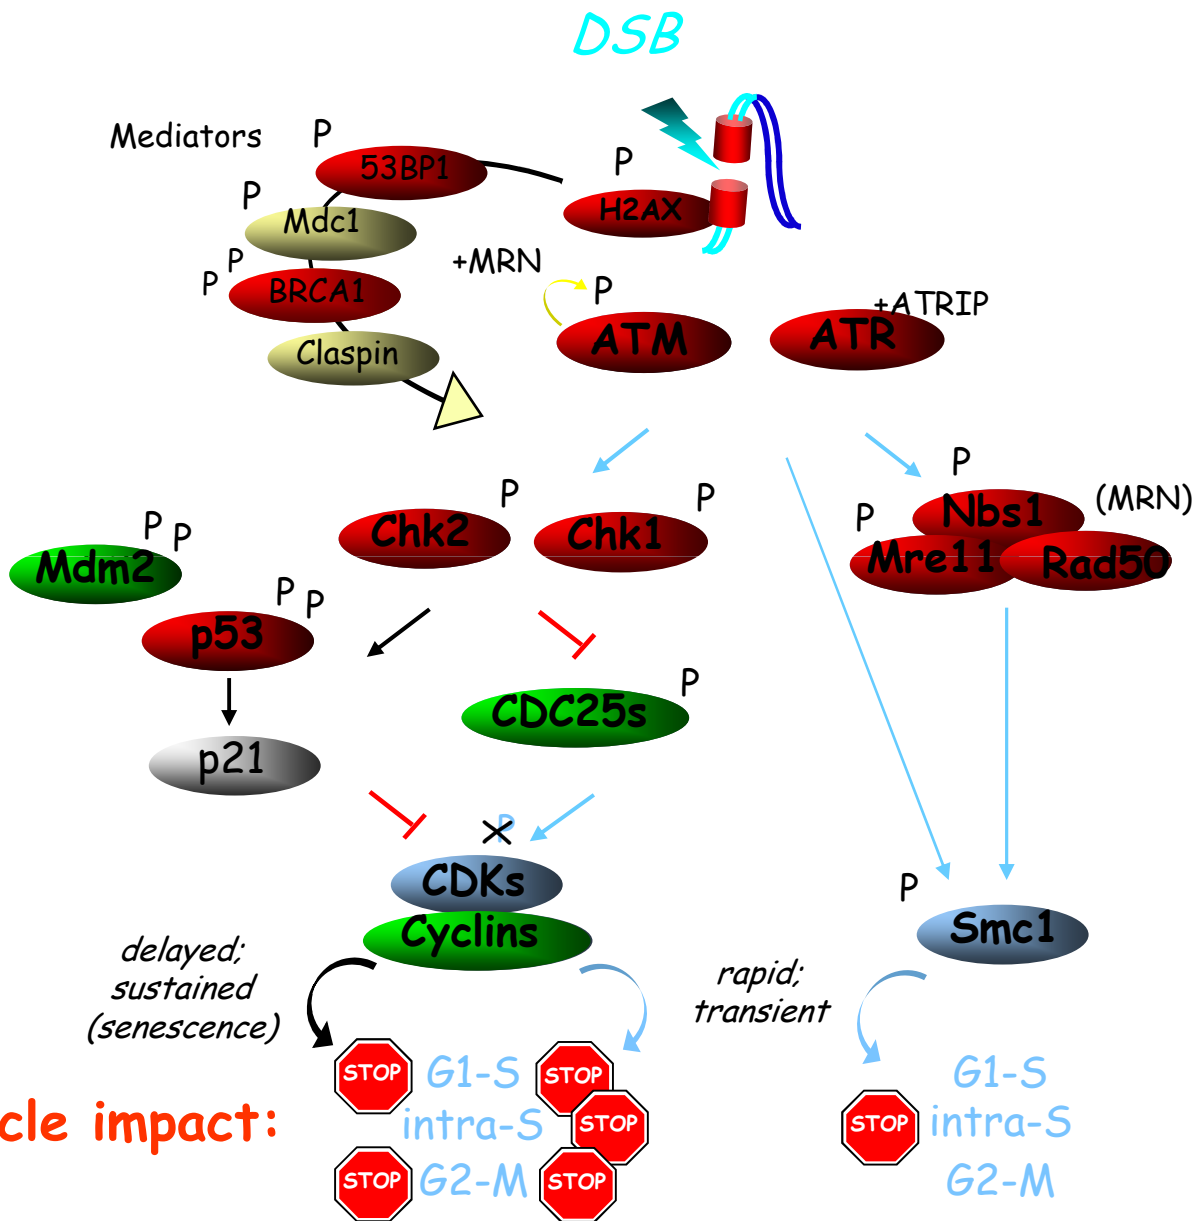 DSB
Mediators
P
53BP1
P
H2AX
P
Mdc1
P
P
BRCA1
+MRN
P
ATM
+ATRIP
ATR
Claspin
P
Chk2
P
Chk1
P
Nbs1
(MRN)
P
Mre11
Rad50
P
P
Mdm2
P
P
p53
P
CDC25s
p21
P
CDKs
Cyclins
P
Smc1
delayed;
sustained
(senescence)
rapid;
transient
STOP
G1-S
STOP
intra-S
STOP
STOP
G2-M
STOP
cle impact:
G1-S
STOP
intra-S
G2-M